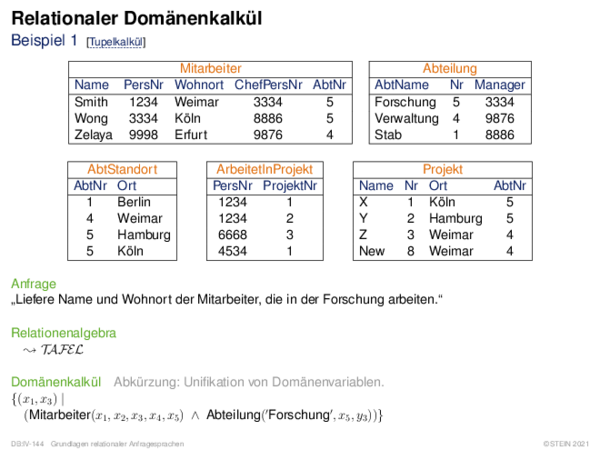 Relationaler Domänenkalkül
Beispiel 1 [Tupelkalkül]
Mitarbeiter
Name PersNr Wohnort ChefPersNr AbtNr
Smith 1234 Weimar 3334 5
Wong 3334 Köln 8886 5
Zelaya 9998 Erfurt 9876 4
Abteilung
AbtName Nr Manager
Forschung 5 3334
Verwaltung 4 9876
Stab 1 8886
AbtStandort
AbtNr Ort
1 Berlin
4 Weimar
5 Hamburg
5 Köln
ArbeitetInProjekt
PersNr ProjektNr
1234 1
1234 2
6668 3
4534 1
Projekt
Name Nr Ort AbtNr
X 1 Köln 5
Y 2 Hamburg 5
Z 3 Weimar 4
New 8 Weimar 4
Anfrage
„Liefere Name und Wohnort der Mitarbeiter, die in der Forschung arbeiten.“
Relationenalgebra
⤳ TAFEL
Domänenkalkül Abkürzung: Unifikation von Domänenvariablen.
{(x₁, x₃) |
(Mitarbeiter(x₁, x₂, x₃, x₄, x₅) ∧ Abteilung('Forschung', x₅, y₃))}
DB:IV-144 Grundlagen relationaler Anfragesprachen ©STEIN 2021